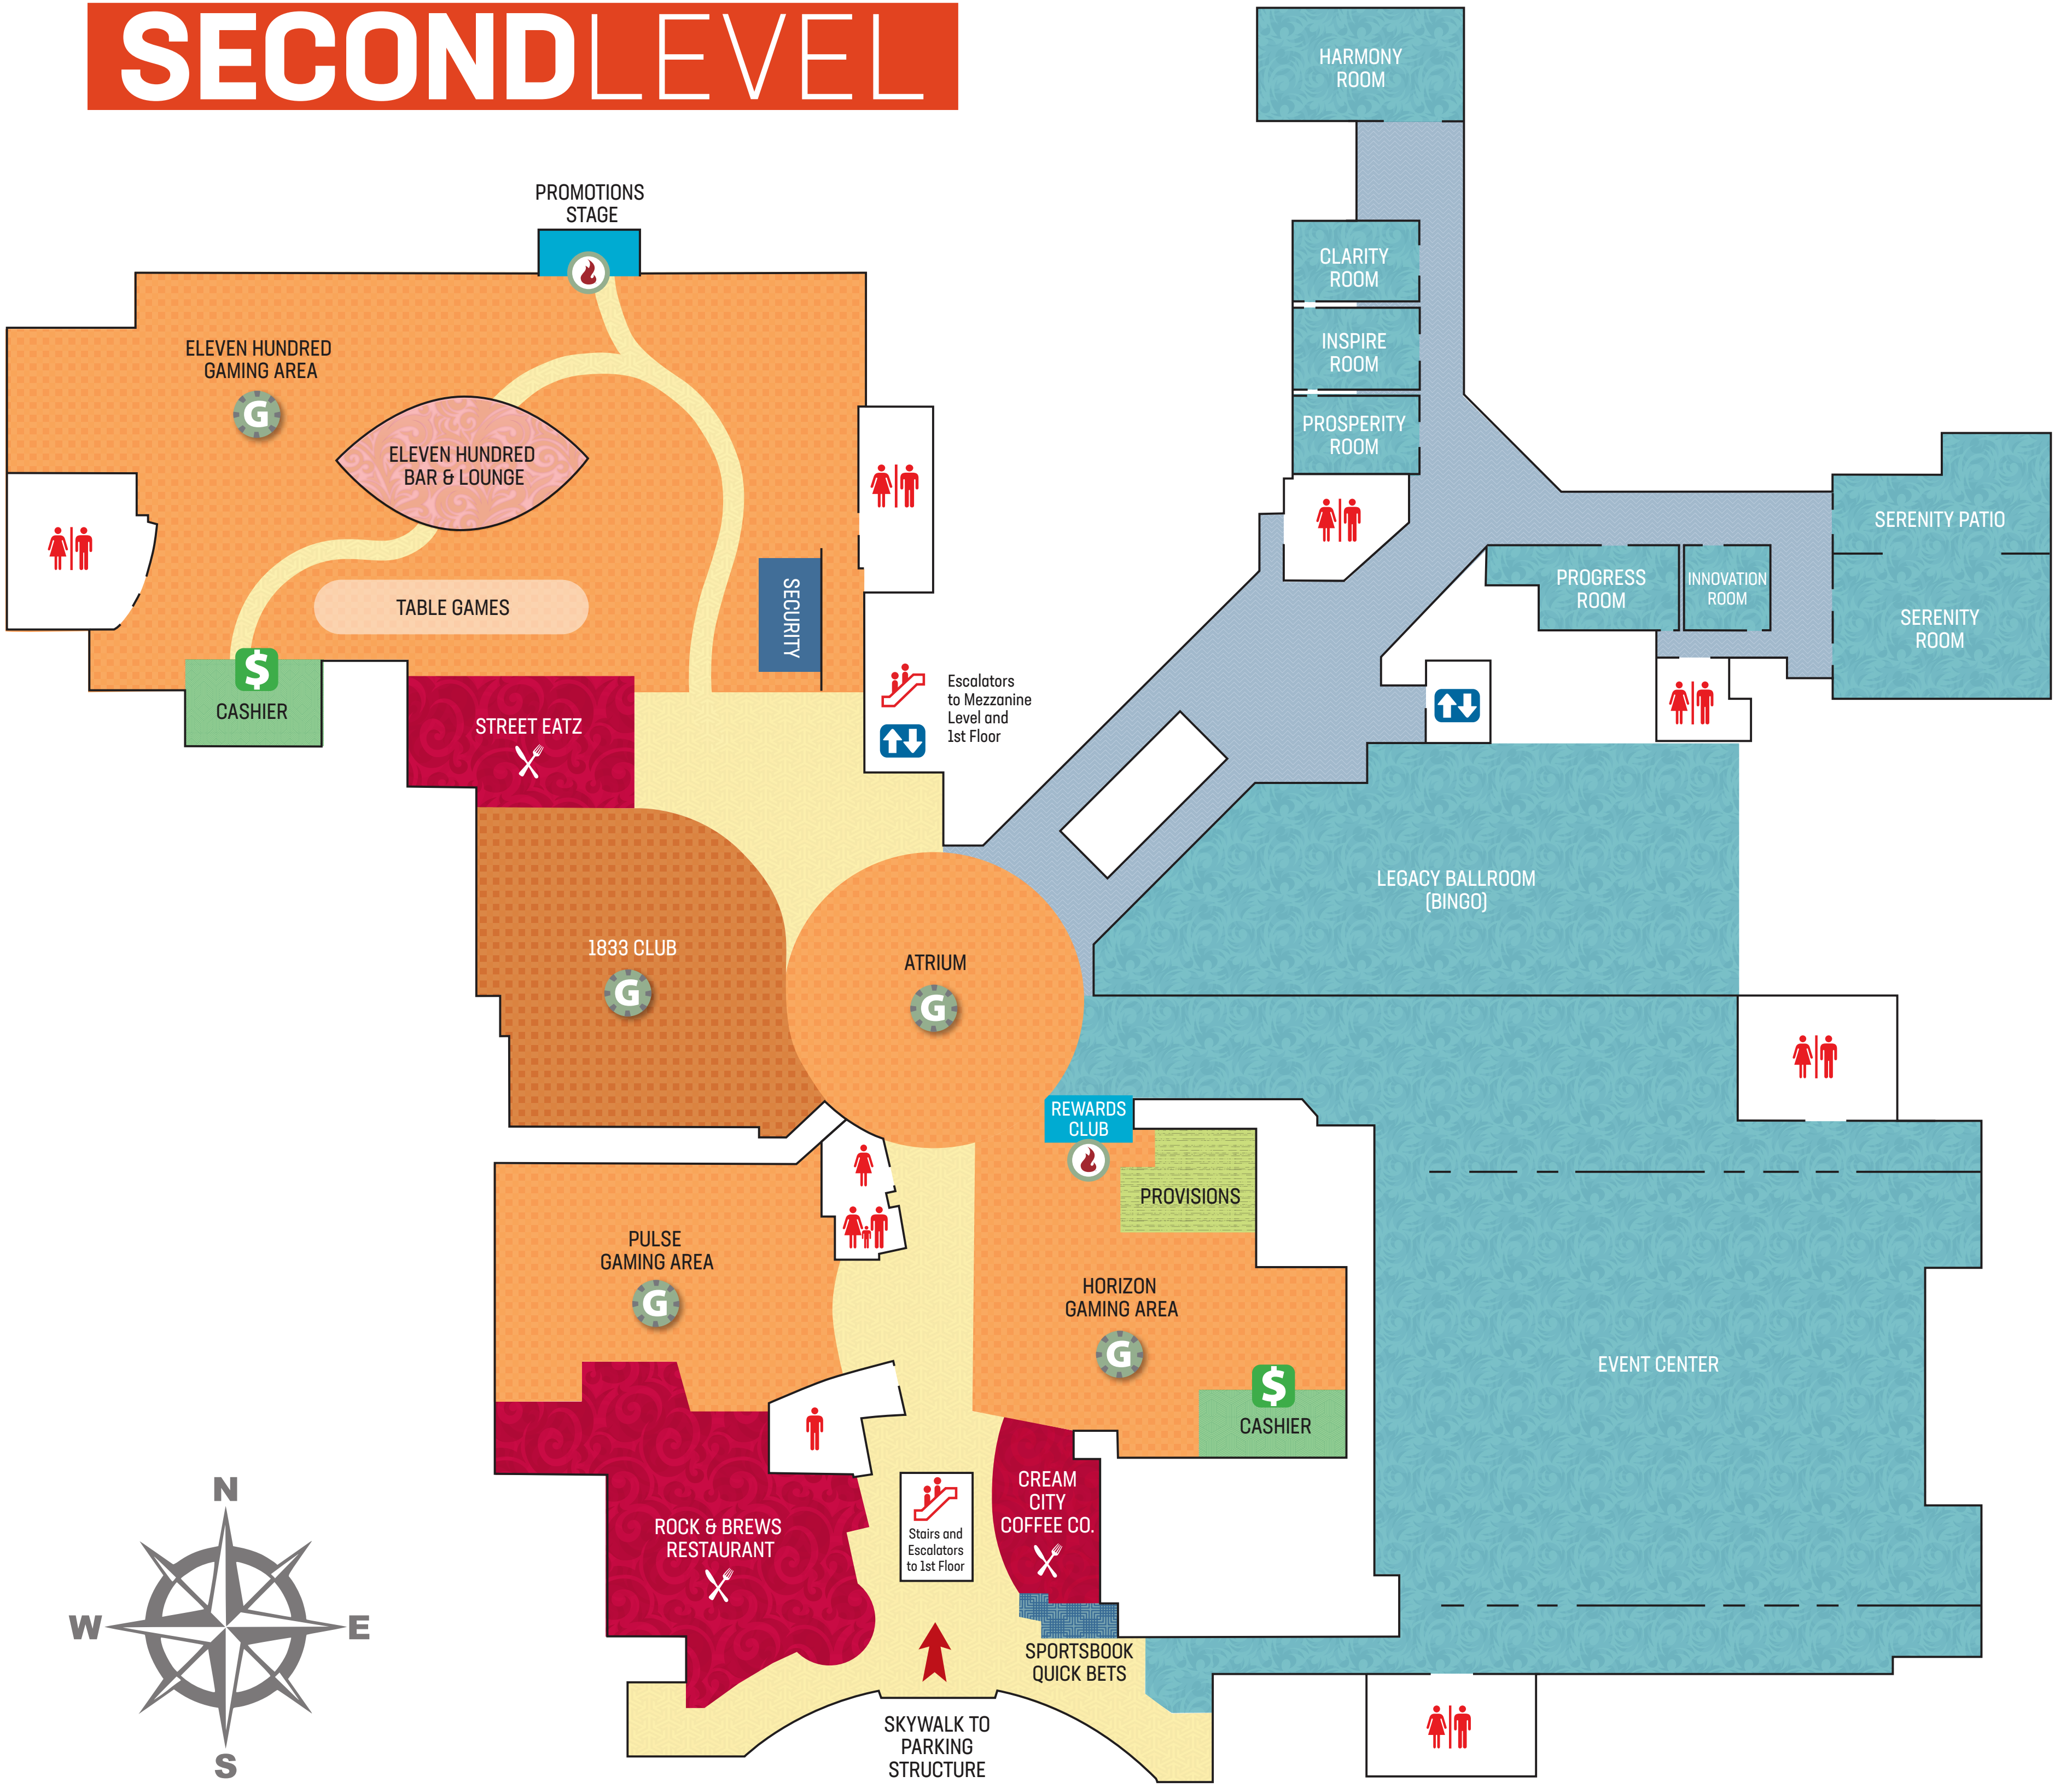 SECONDLEVEL
HARMONY
ROOM
PROMOTIONS
STAGE
CLARITY
ROOM
INSPIRE
ROOM
PROSPERITY
ROOM
ELEVEN HUNDRED
GAMING AREA
G
ELEVEN HUNDRED
BAR & LOUNGE
TABLE GAMES
SECURITY
$
CASHIER
STREET EATZ
Escalators
to Mezzanine
Level and
1st Floor
SERENITY PATIO
SERENITY
ROOM
PROGRESS
ROOM
INNOVATION
ROOM
LEGACY BALLROOM
(BINGO)
1833 CLUB
G
ATRIUM
G
REWARDS
CLUB
PROVISIONS
PULSE
GAMING AREA
G
HORIZON
GAMING AREA
G
$
CASHIER
EVENT CENTER
ROCK & BREWS
RESTAURANT
Stairs and
Escalators
to 1st Floor
CREAM
CITY
COFFEE CO.
SPORTSBOOK
QUICK BETS
SKYWALK TO
PARKING
STRUCTURE
N
W
E
S